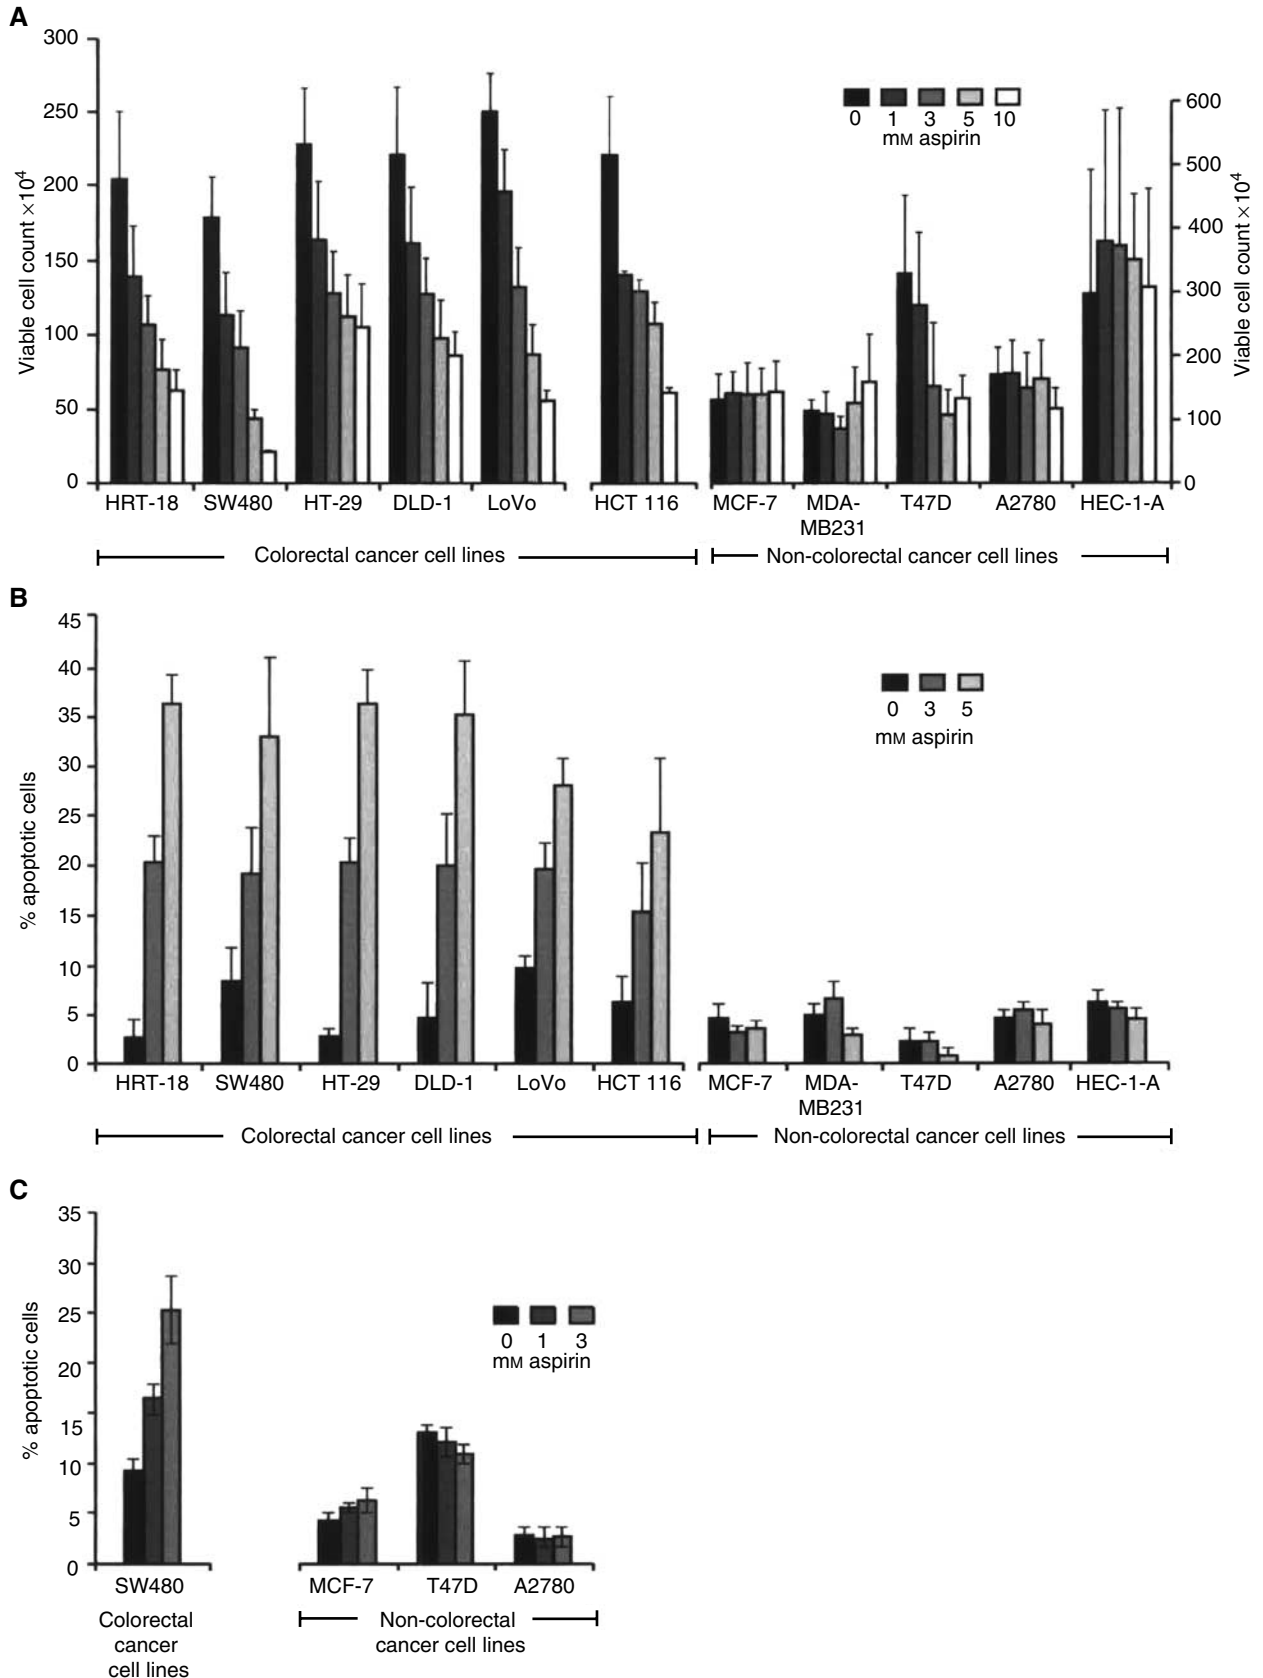 A
300
250
200
150
100
50
0
Viable cell count ×10⁴
0 1 3 5 10
mM aspirin
600
500
400
300
200
100
0
Viable cell count ×10⁴
HRT-18 SW480 HT-29 DLD-1 LoVo HCT 116 MCF-7 MDA- T47D A2780 HEC-1-A
MB231
Colorectal cancer cell lines Non-colorectal cancer cell lines
B
45
40
35
30
25
20
15
10
5
0
% apoptotic cells
0 3 5
mM aspirin
HRT-18 SW480 HT-29 DLD-1 LoVo HCT 116 MCF-7 MDA- T47D A2780 HEC-1-A
MB231
Colorectal cancer cell lines Non-colorectal cancer cell lines
C
35
30
25
20
15
10
5
0
% apoptotic cells
0 1 3
mM aspirin
SW480 MCF-7 T47D A2780
Colorectal
cancer
cell lines
Non-colorectal
cancer cell lines